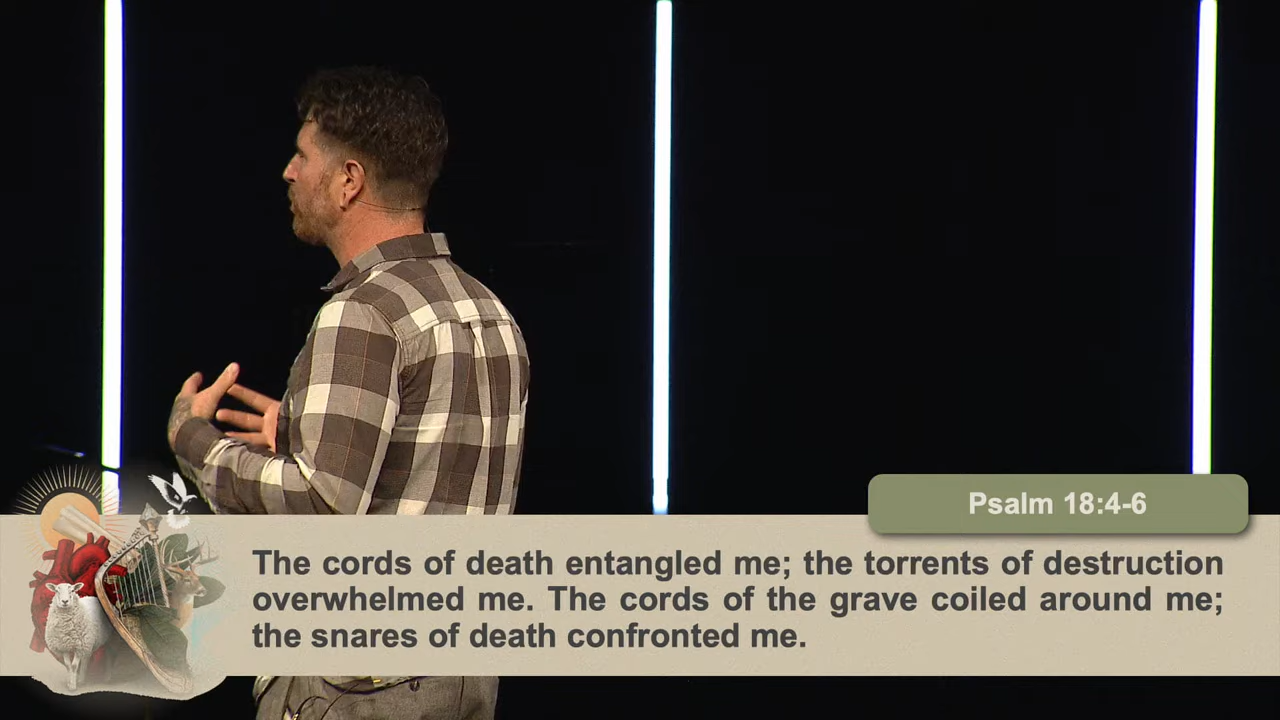 Psalm 18:4-6
The cords of death entangled me; the torrents of destruction
overwhelmed me. The cords of the grave coiled around me;
the snares of death confronted me.